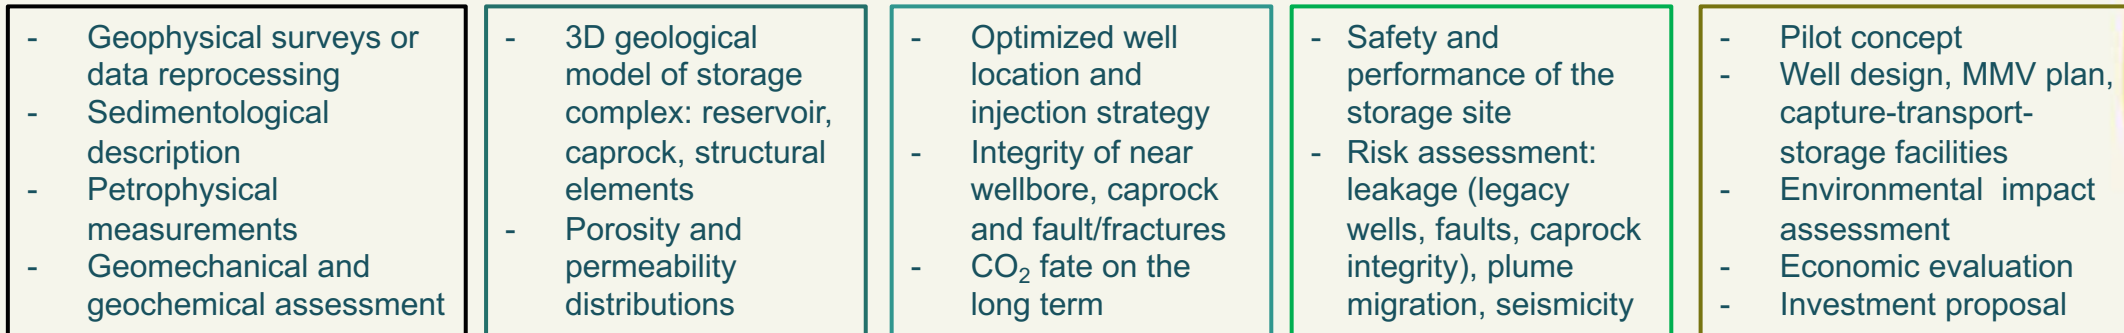 - Geophysical surveys or
data reprocessing
- Sedimentological
description
- Petrophysical
measurements
- Geomechanical and
geochemical assessment
- 3D geological
model of storage
complex: reservoir,
caprock, structural
elements
- Porosity and
permeability
distributions
- Optimized well
location and
injection strategy
- Integrity of near
wellbore, caprock
and fault/fractures
- CO₂ fate on the
long term
- Safety and
performance of the
storage site
- Risk assessment:
leakage (legacy
wells, faults, caprock
integrity), plume
migration, seismicity
- Pilot concept
- Well design, MMV plan,
capture-transport-
storage facilities
- Environmental impact
assessment
- Economic evaluation
- Investment proposal